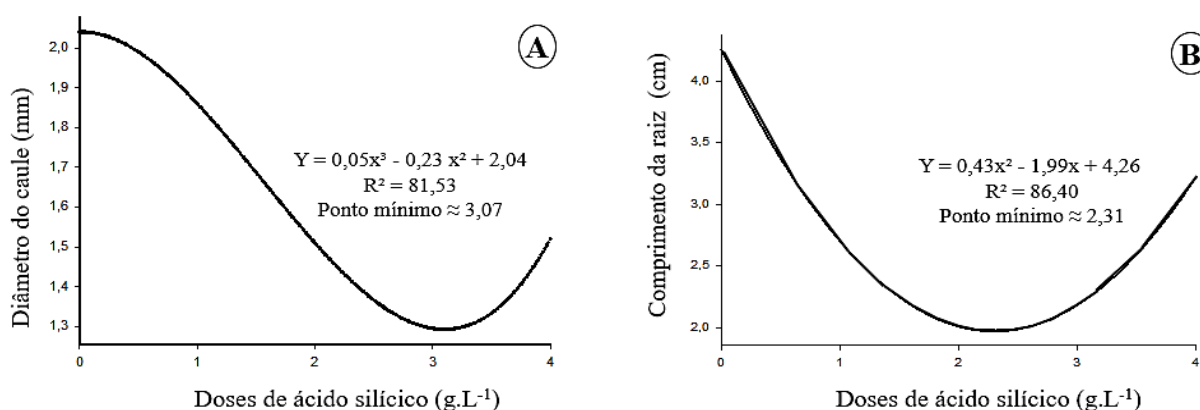 A
Diâmetro do caule (mm)
2,0
1,9
1,8
1,7
1,6
1,5
1,4
1,3
Y = 0,05x³ - 0,23 x² + 2,04
R² = 81,53
Ponto mínimo ≈ 3,07
0 1 2 3 4
Doses de ácido silícico (g.L⁻¹)
B
Comprimento da raiz (cm)
4,0
3,5
3,0
2,5
2,0
Y = 0,43x² - 1,99x + 4,26
R² = 86,40
Ponto mínimo ≈ 2,31
0 1 2 3 4
Doses de ácido silícico (g.L⁻¹)